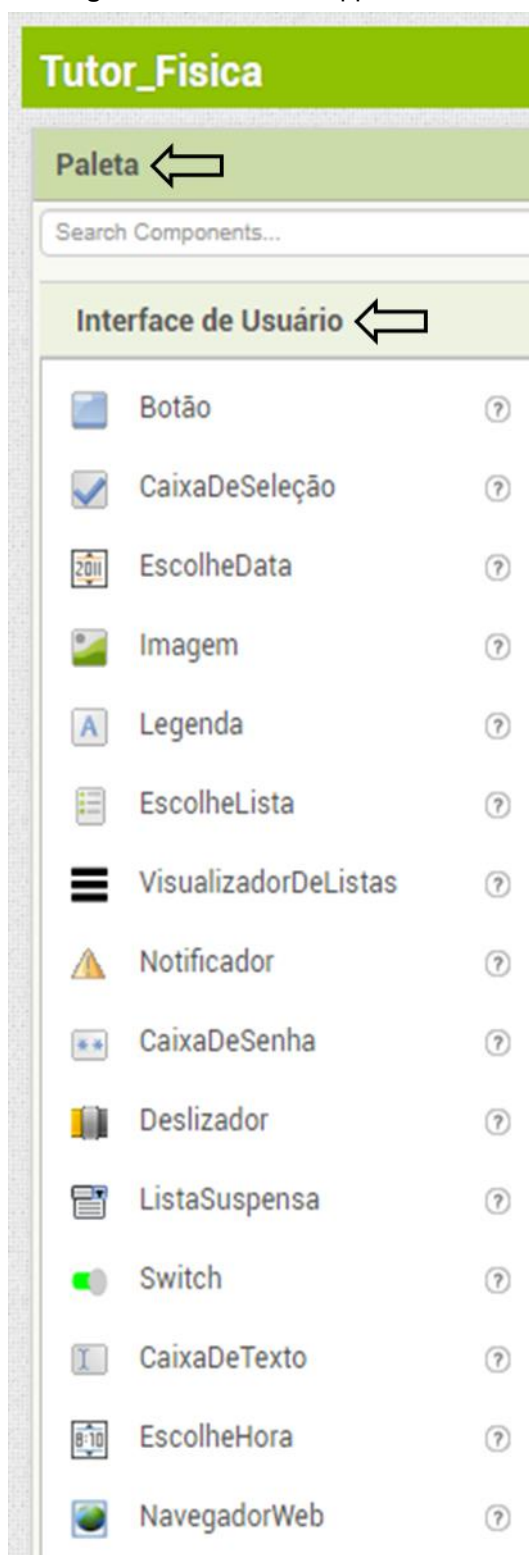 Tutor_Fisica
Paleta
Search Components...
Interface de Usuário
Botão
CaixaDeSeleção
EscolheData
Imagem
Legenda
EscolheLista
VisualizadorDeListas
Notificador
CaixaDeSenha
Deslizador
ListaSuspensa
Switch
CaixaDeTexto
EscolheHora
NavegadorWeb